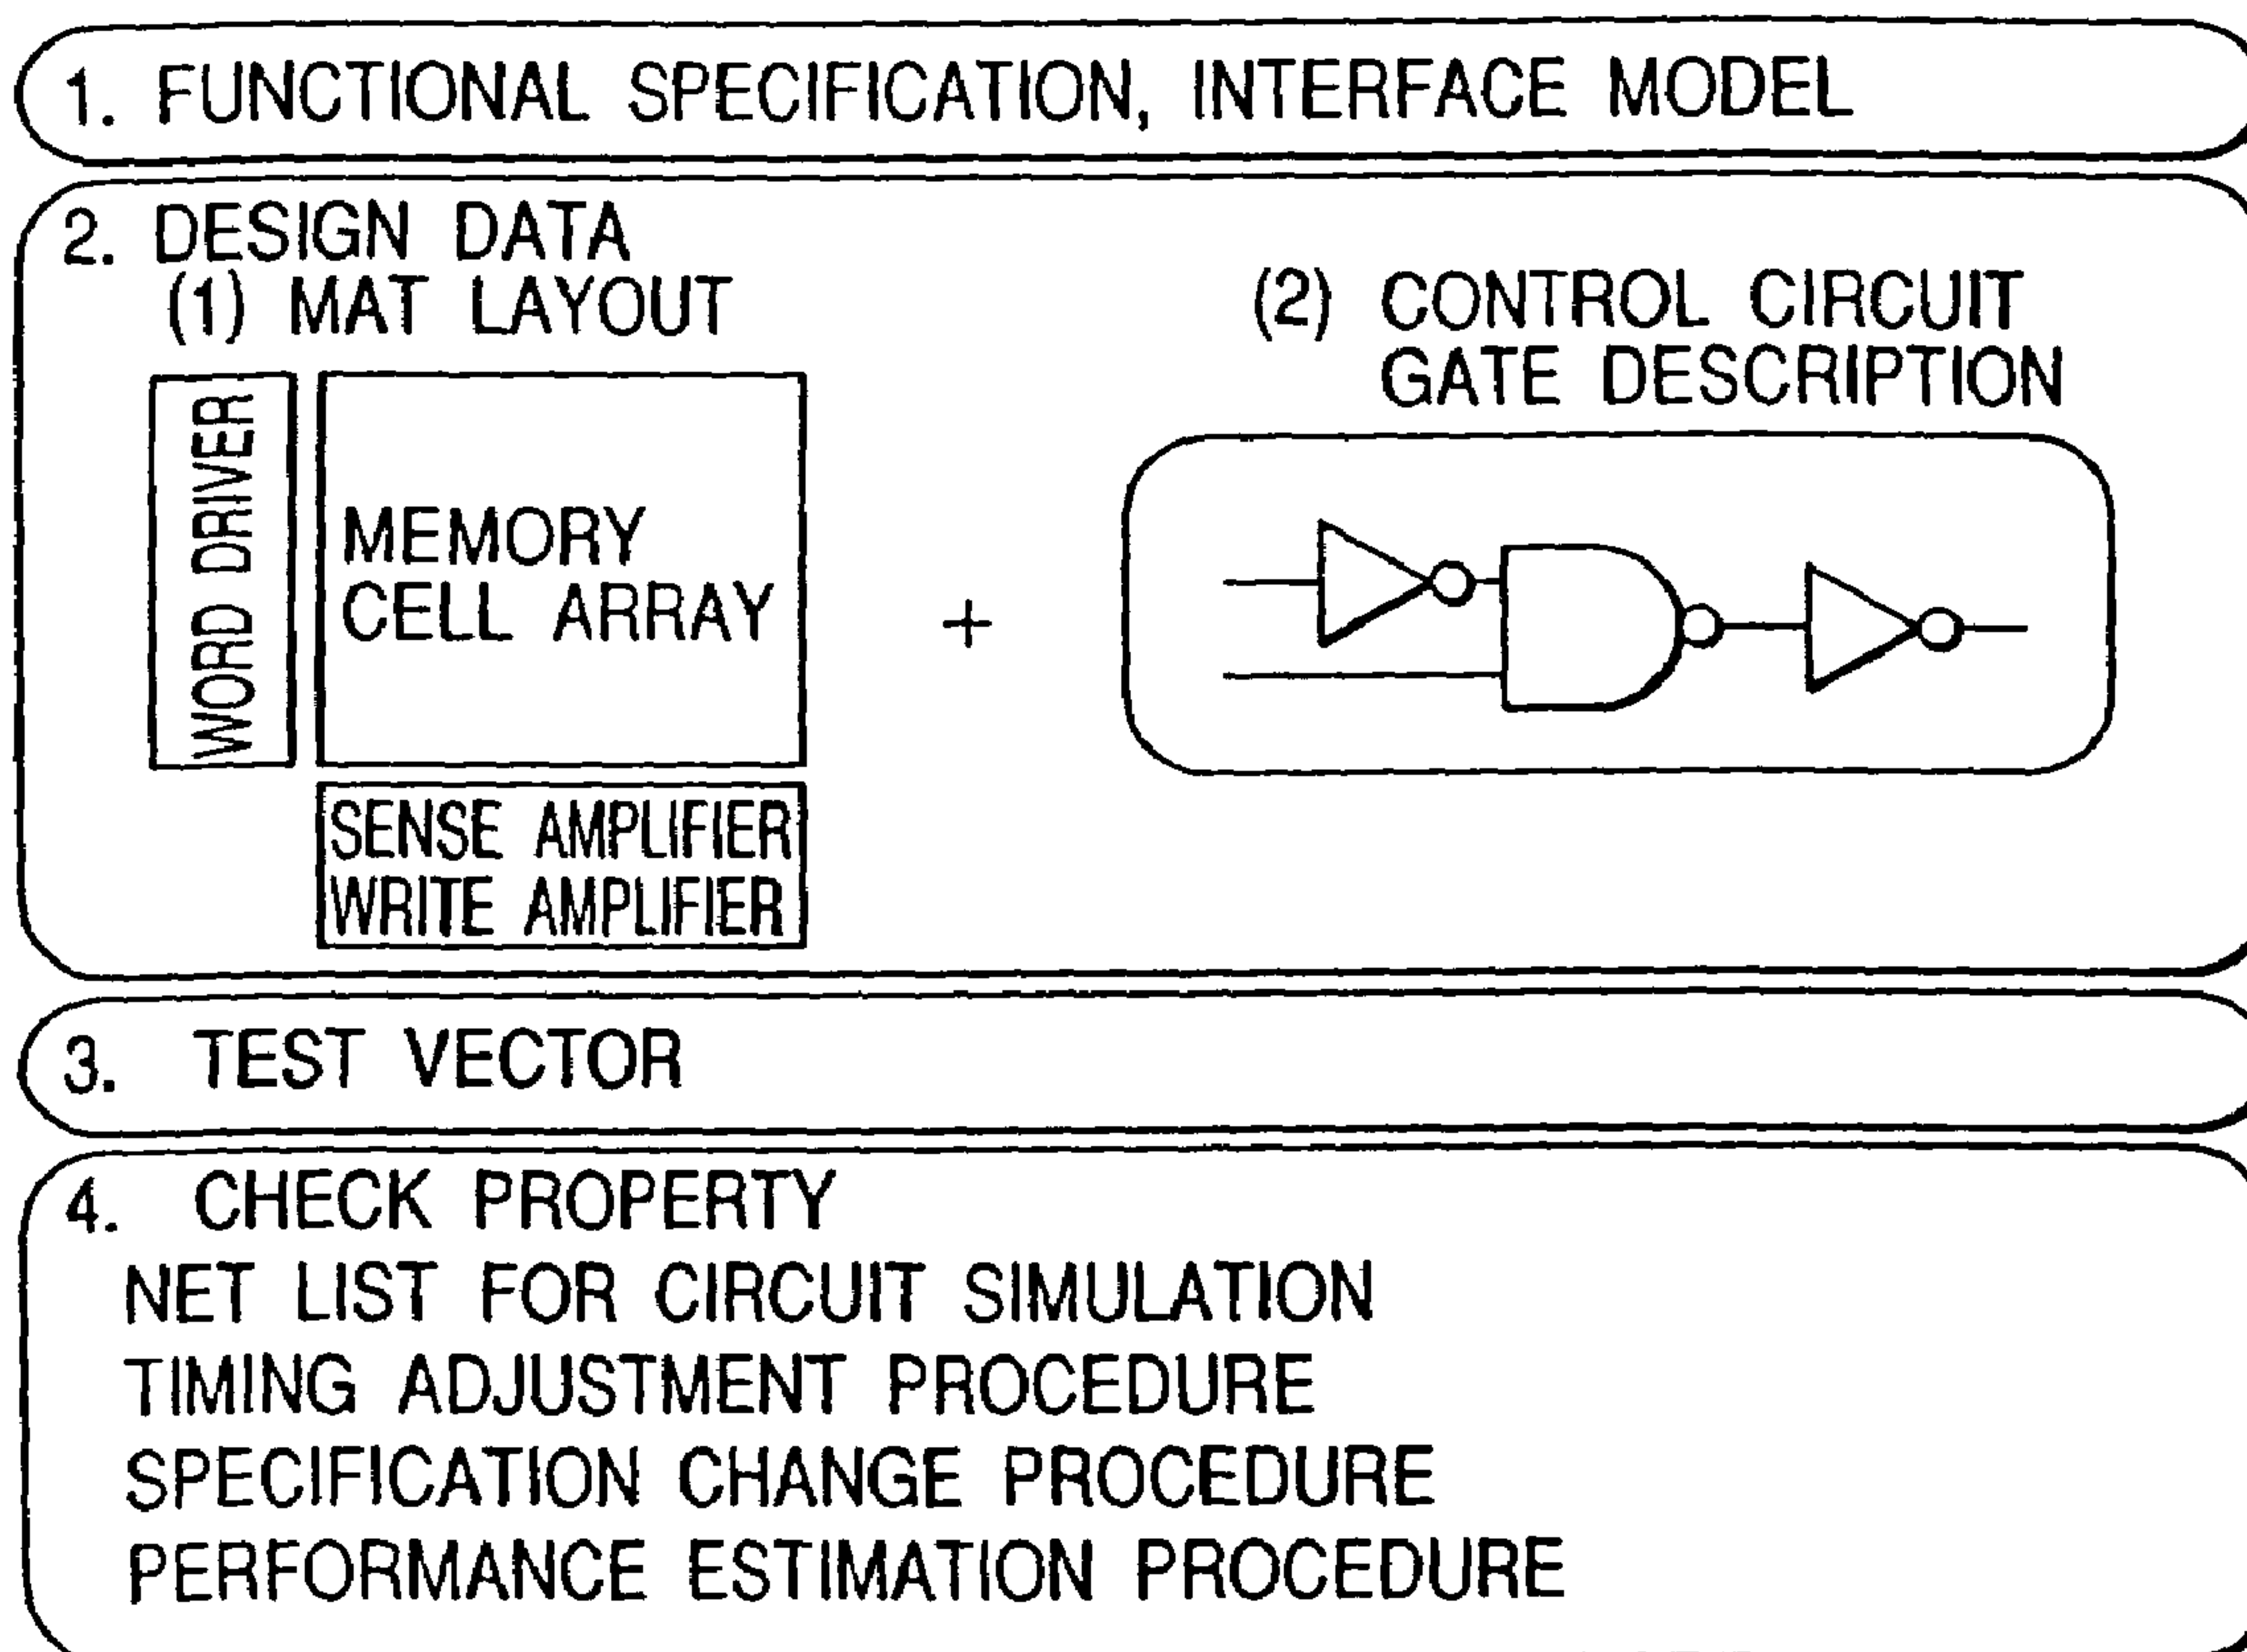 1. FUNCTIONAL SPECIFICATION, INTERFACE MODEL
2. DESIGN DATA
(1) MAT LAYOUT
WORD DRIVER
MEMORY
CELL ARRAY
SENSE AMPLIFIER
WRITE AMPLIFIER
+
(2) CONTROL CIRCUIT
GATE DESCRIPTION
3. TEST VECTOR
4. CHECK PROPERTY
NET LIST FOR CIRCUIT SIMULATION
TIMING ADJUSTMENT PROCEDURE
SPECIFICATION CHANGE PROCEDURE
PERFORMANCE ESTIMATION PROCEDURE